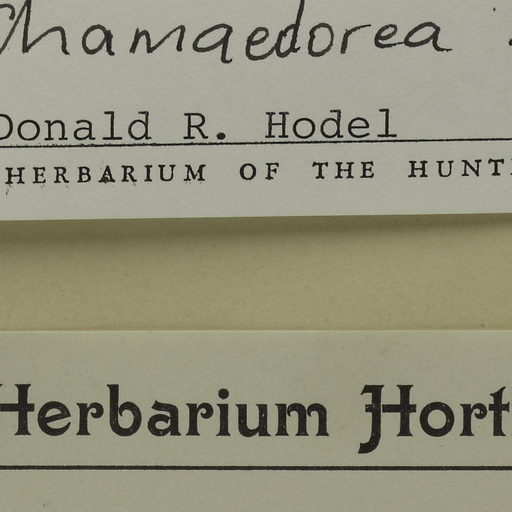 Chamaedorea
Donald R. Hodel
HERBARIUM OF THE HUNT
Herbarium Hort